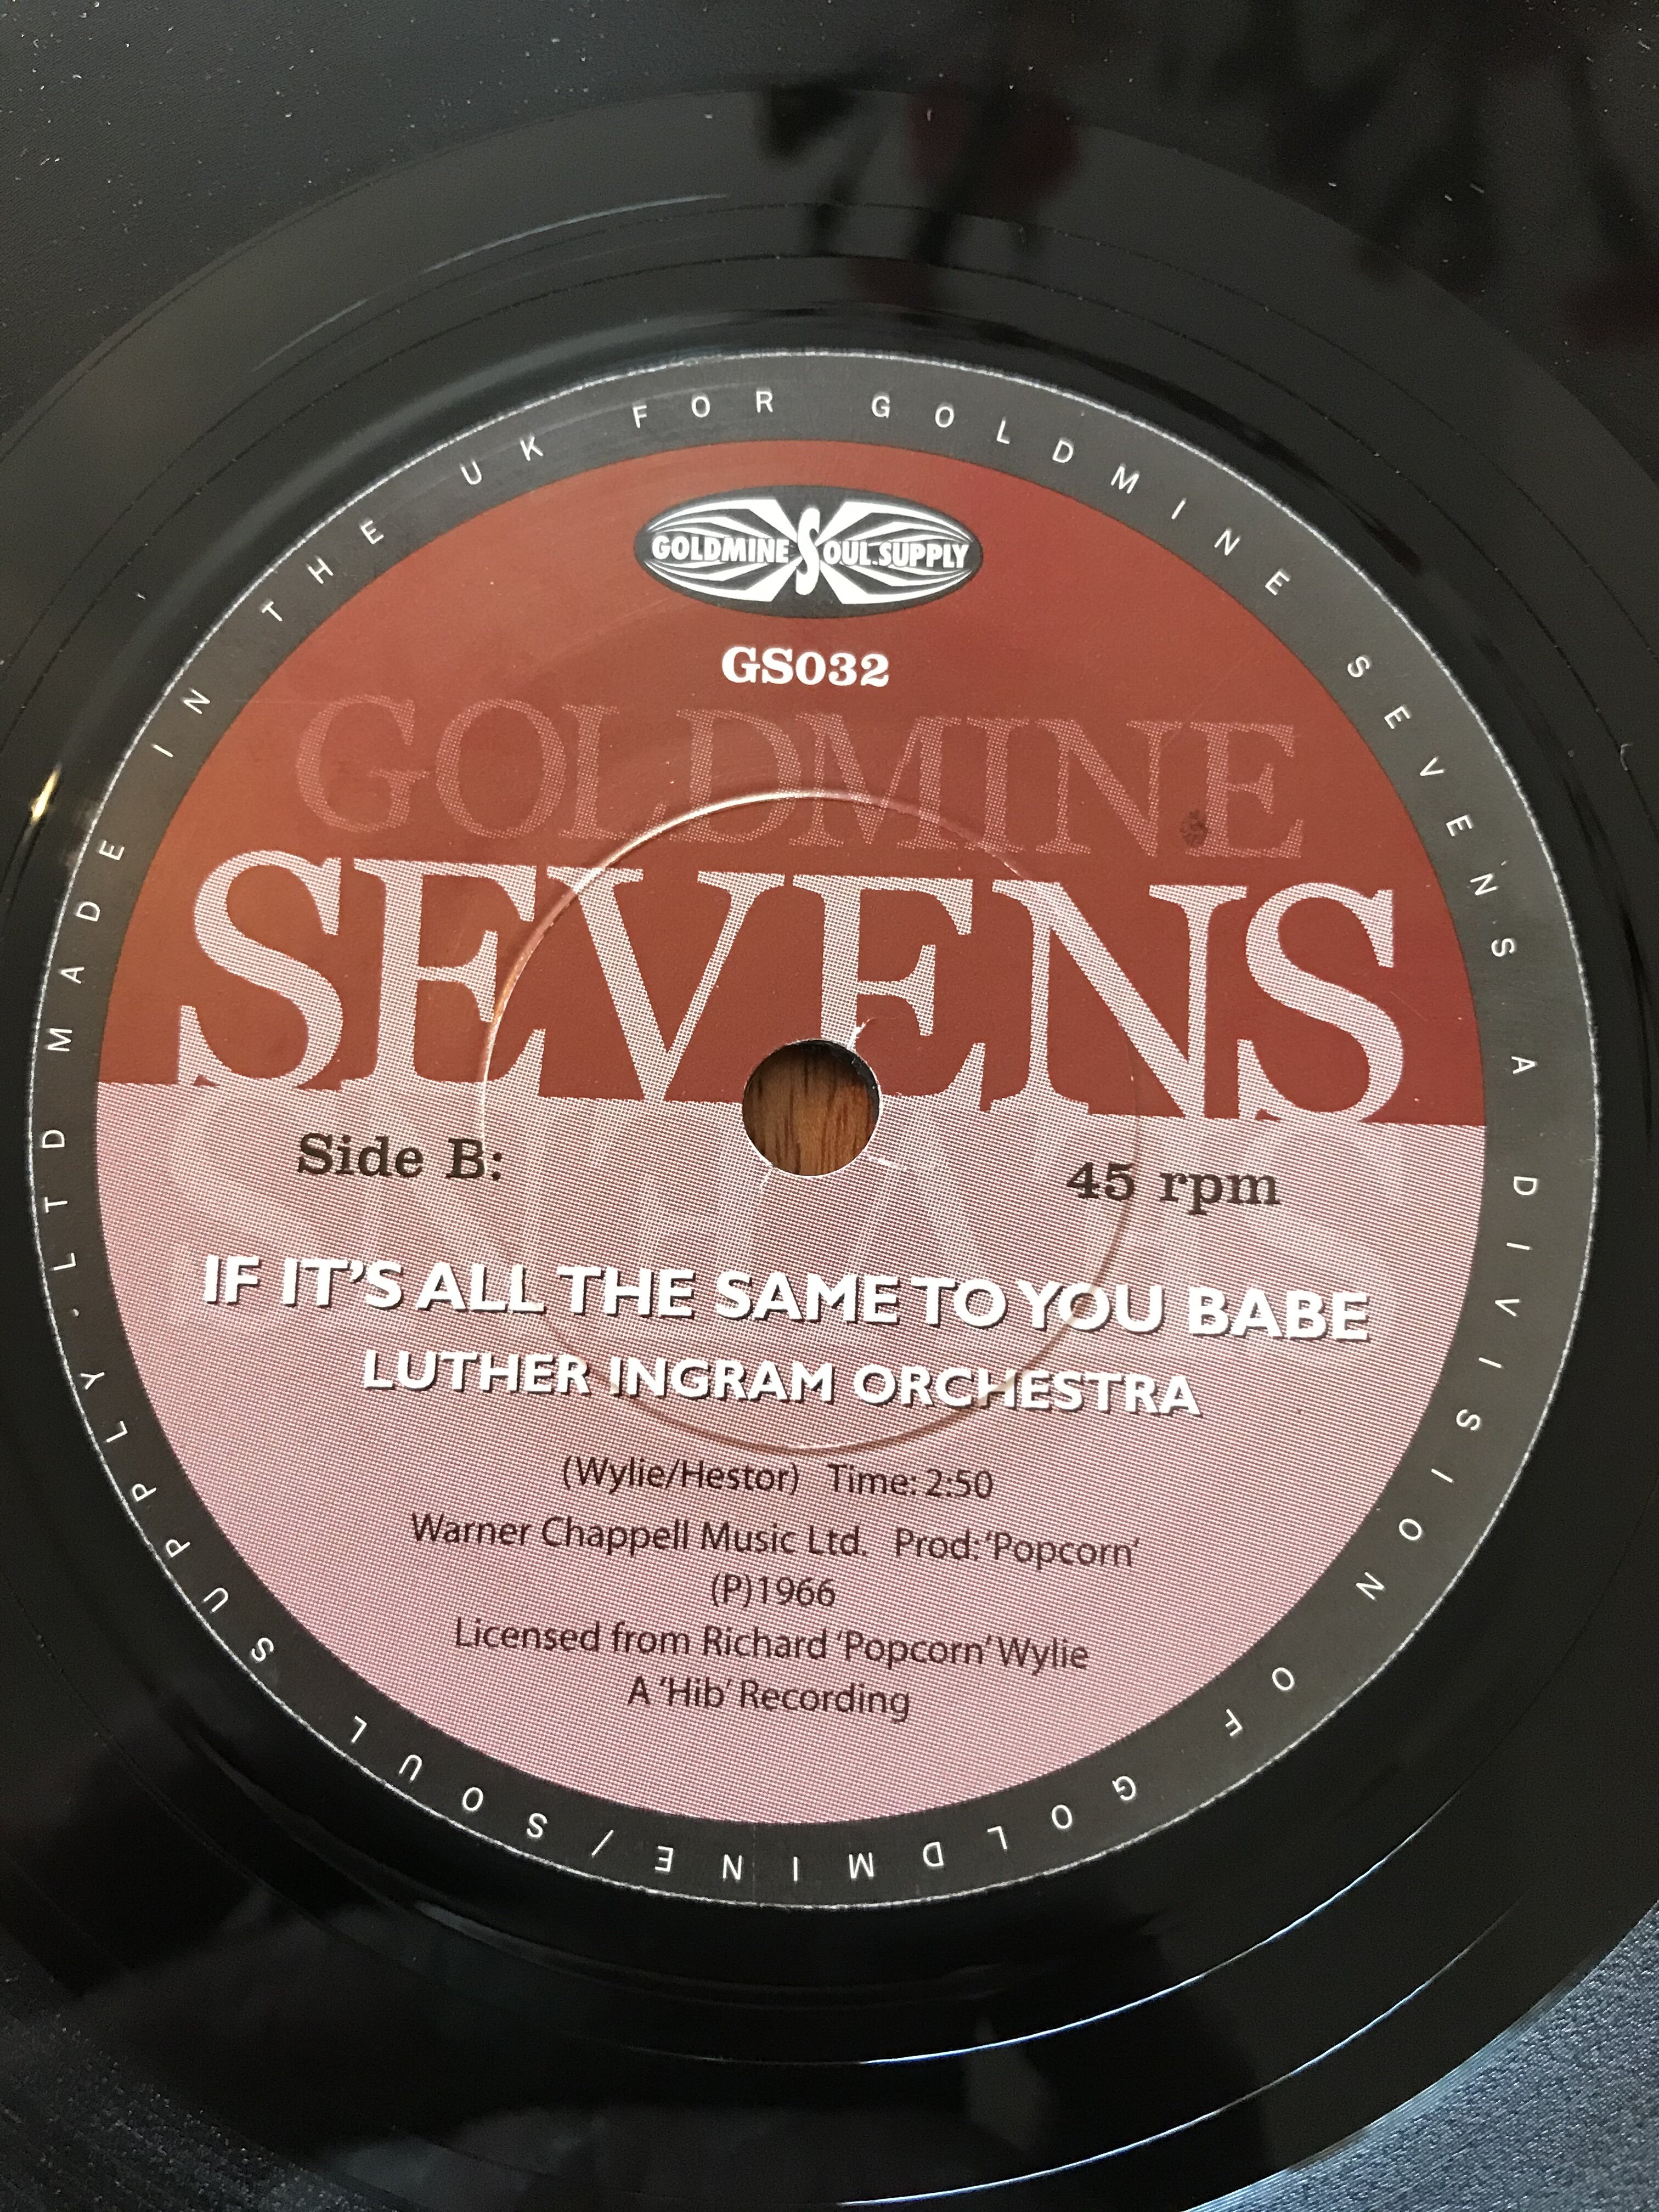 MADE IN THE UK FOR GOLDMINE SEVENS A DIVISION OF GOLDMINE/SOUL SUPPLY.LTD
GOLDMINE SOUL SUPPLY
GS032
GOLDMINE
SEVENS
Side B: 45 rpm
IF IT'S ALL THE SAME TO YOU BABE
LUTHER INGRAM ORCHESTRA
(Wylie/Hestor) Time: 2:50
Warner Chappell Music Ltd. Prod: 'Popcorn'
(P)1966
Licensed from Richard 'Popcorn' Wylie
A 'Hib' Recording